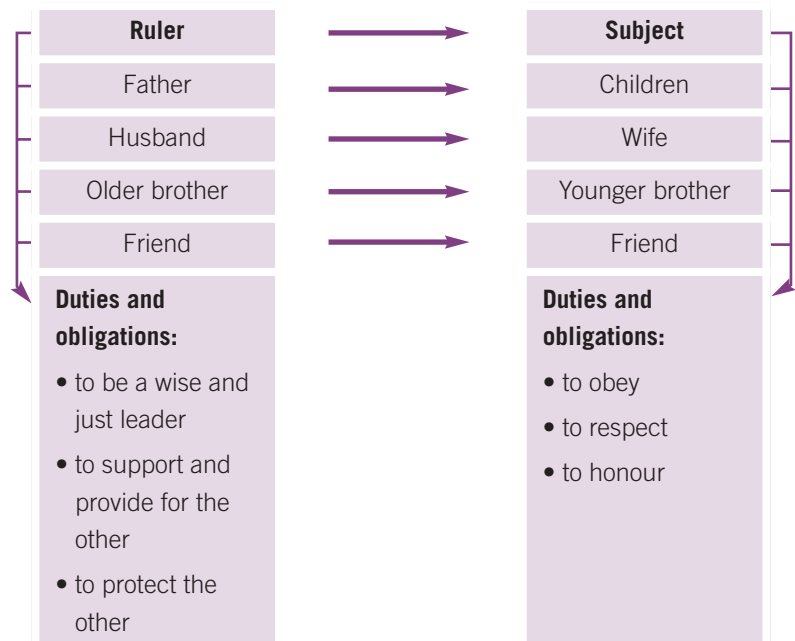 Ruler
Subject
Father
Children
Husband
Wife
Older brother
Younger brother
Friend
Friend
Duties and
obligations:
• to be a wise and
just leader
• to support and
provide for the
other
• to protect the
other
Duties and
obligations:
• to obey
• to respect
• to honour